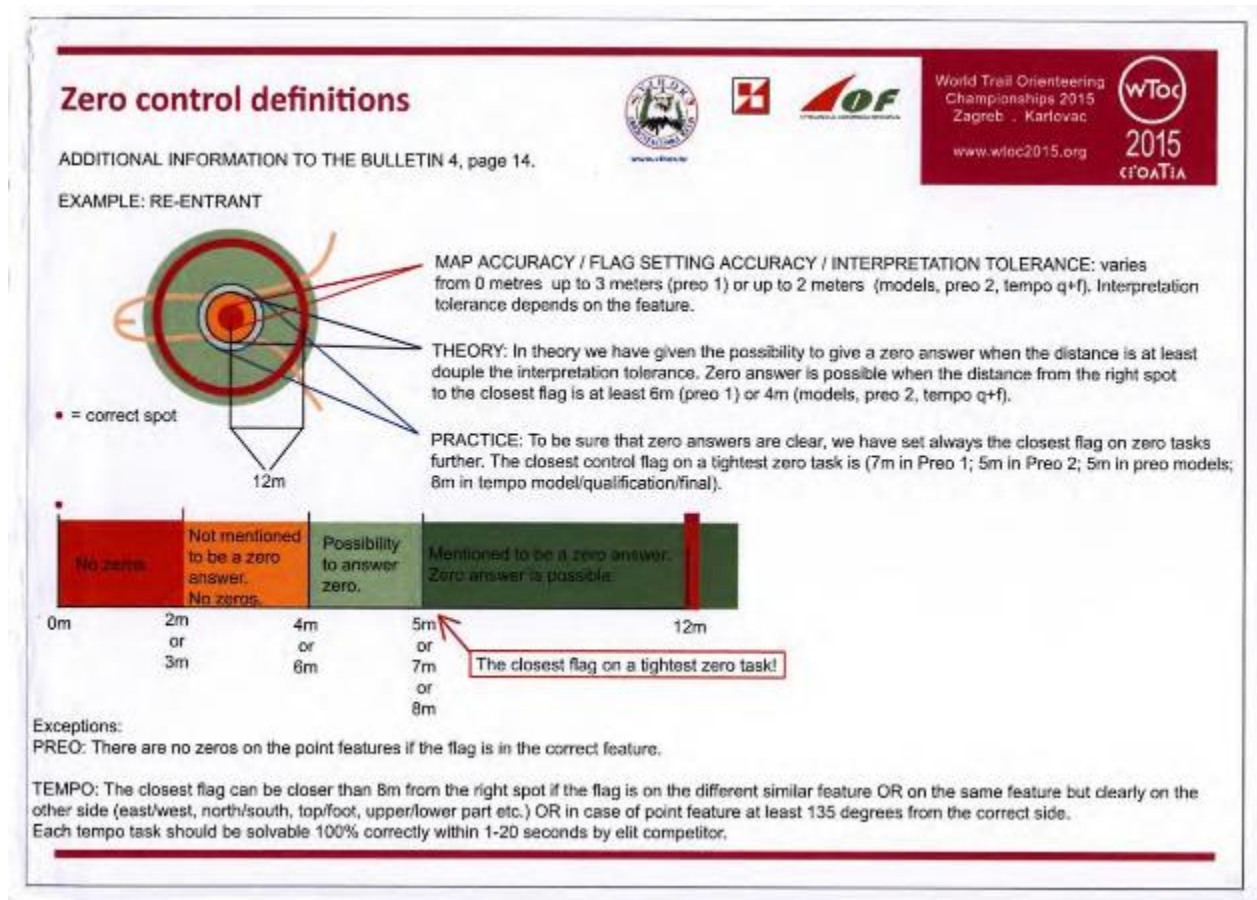 Zero control definitions
World Trail Orienteering
Championships 2015
Zagreb . Karlovac
www.wtoc2015.org
wToc
2015
CrOaTIA
IOF
ADDITIONAL INFORMATION TO THE BULLETIN 4, page 14.
EXAMPLE: RE-ENTRANT
MAP ACCURACY / FLAG SETTING ACCURACY / INTERPRETATION TOLERANCE: varies
from 0 metres up to 3 meters (preo 1) or up to 2 meters (models, preo 2, tempo q+f). Interpretation
tolerance depends on the feature.
THEORY: In theory we have given the possibility to give a zero answer when the distance is at least
douple the interpretation tolerance. Zero answer is possible when the distance from the right spot
to the closest flag is at least 6m (preo 1) or 4m (models, preo 2, tempo q+f).
• = correct spot
PRACTICE: To be sure that zero answers are clear, we have set always the closest flag on zero tasks
further. The closest control flag on a tightest zero task is (7m in Preo 1; 5m in Preo 2; 5m in preo models;
8m in tempo model/qualification/final).
12m
No zeros.
Not mentioned
to be a zero
answer.
No zeros.
Possibility
to answer
zero.
Mentioned to be a zero answer.
Zero answer is possible.
0m
2m
or
3m
4m
or
6m
5m
or
7m
or
8m
12m
The closest flag on a tightest zero task!
Exceptions:
PREO: There are no zeros on the point features if the flag is in the correct feature.
TEMPO: The closest flag can be closer than 8m from the right spot if the flag is on the different similar feature OR on the same feature but clearly on the
other side (east/west, north/south, top/foot, upper/lower part etc.) OR in case of point feature at least 135 degrees from the correct side.
Each tempo task should be solvable 100% correctly within 1-20 seconds by elit competitor.